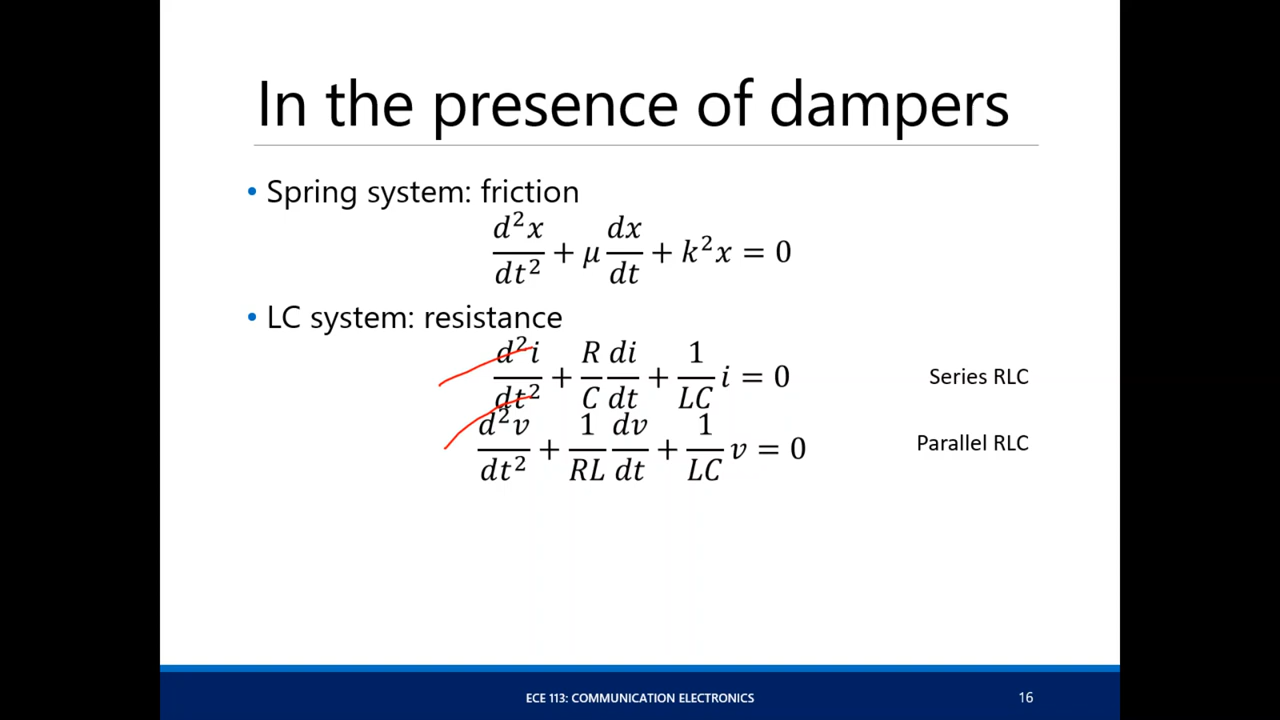 In the presence of dampers
• Spring system: friction
d²x/dt² + μ dx/dt + k²x = 0
• LC system: resistance
d²i/dt² + R/C di/dt + 1/LC i = 0 Series RLC
d²v/dt² + 1/RL dv/dt + 1/LC v = 0 Parallel RLC
ECE 113: COMMUNICATION ELECTRONICS 16